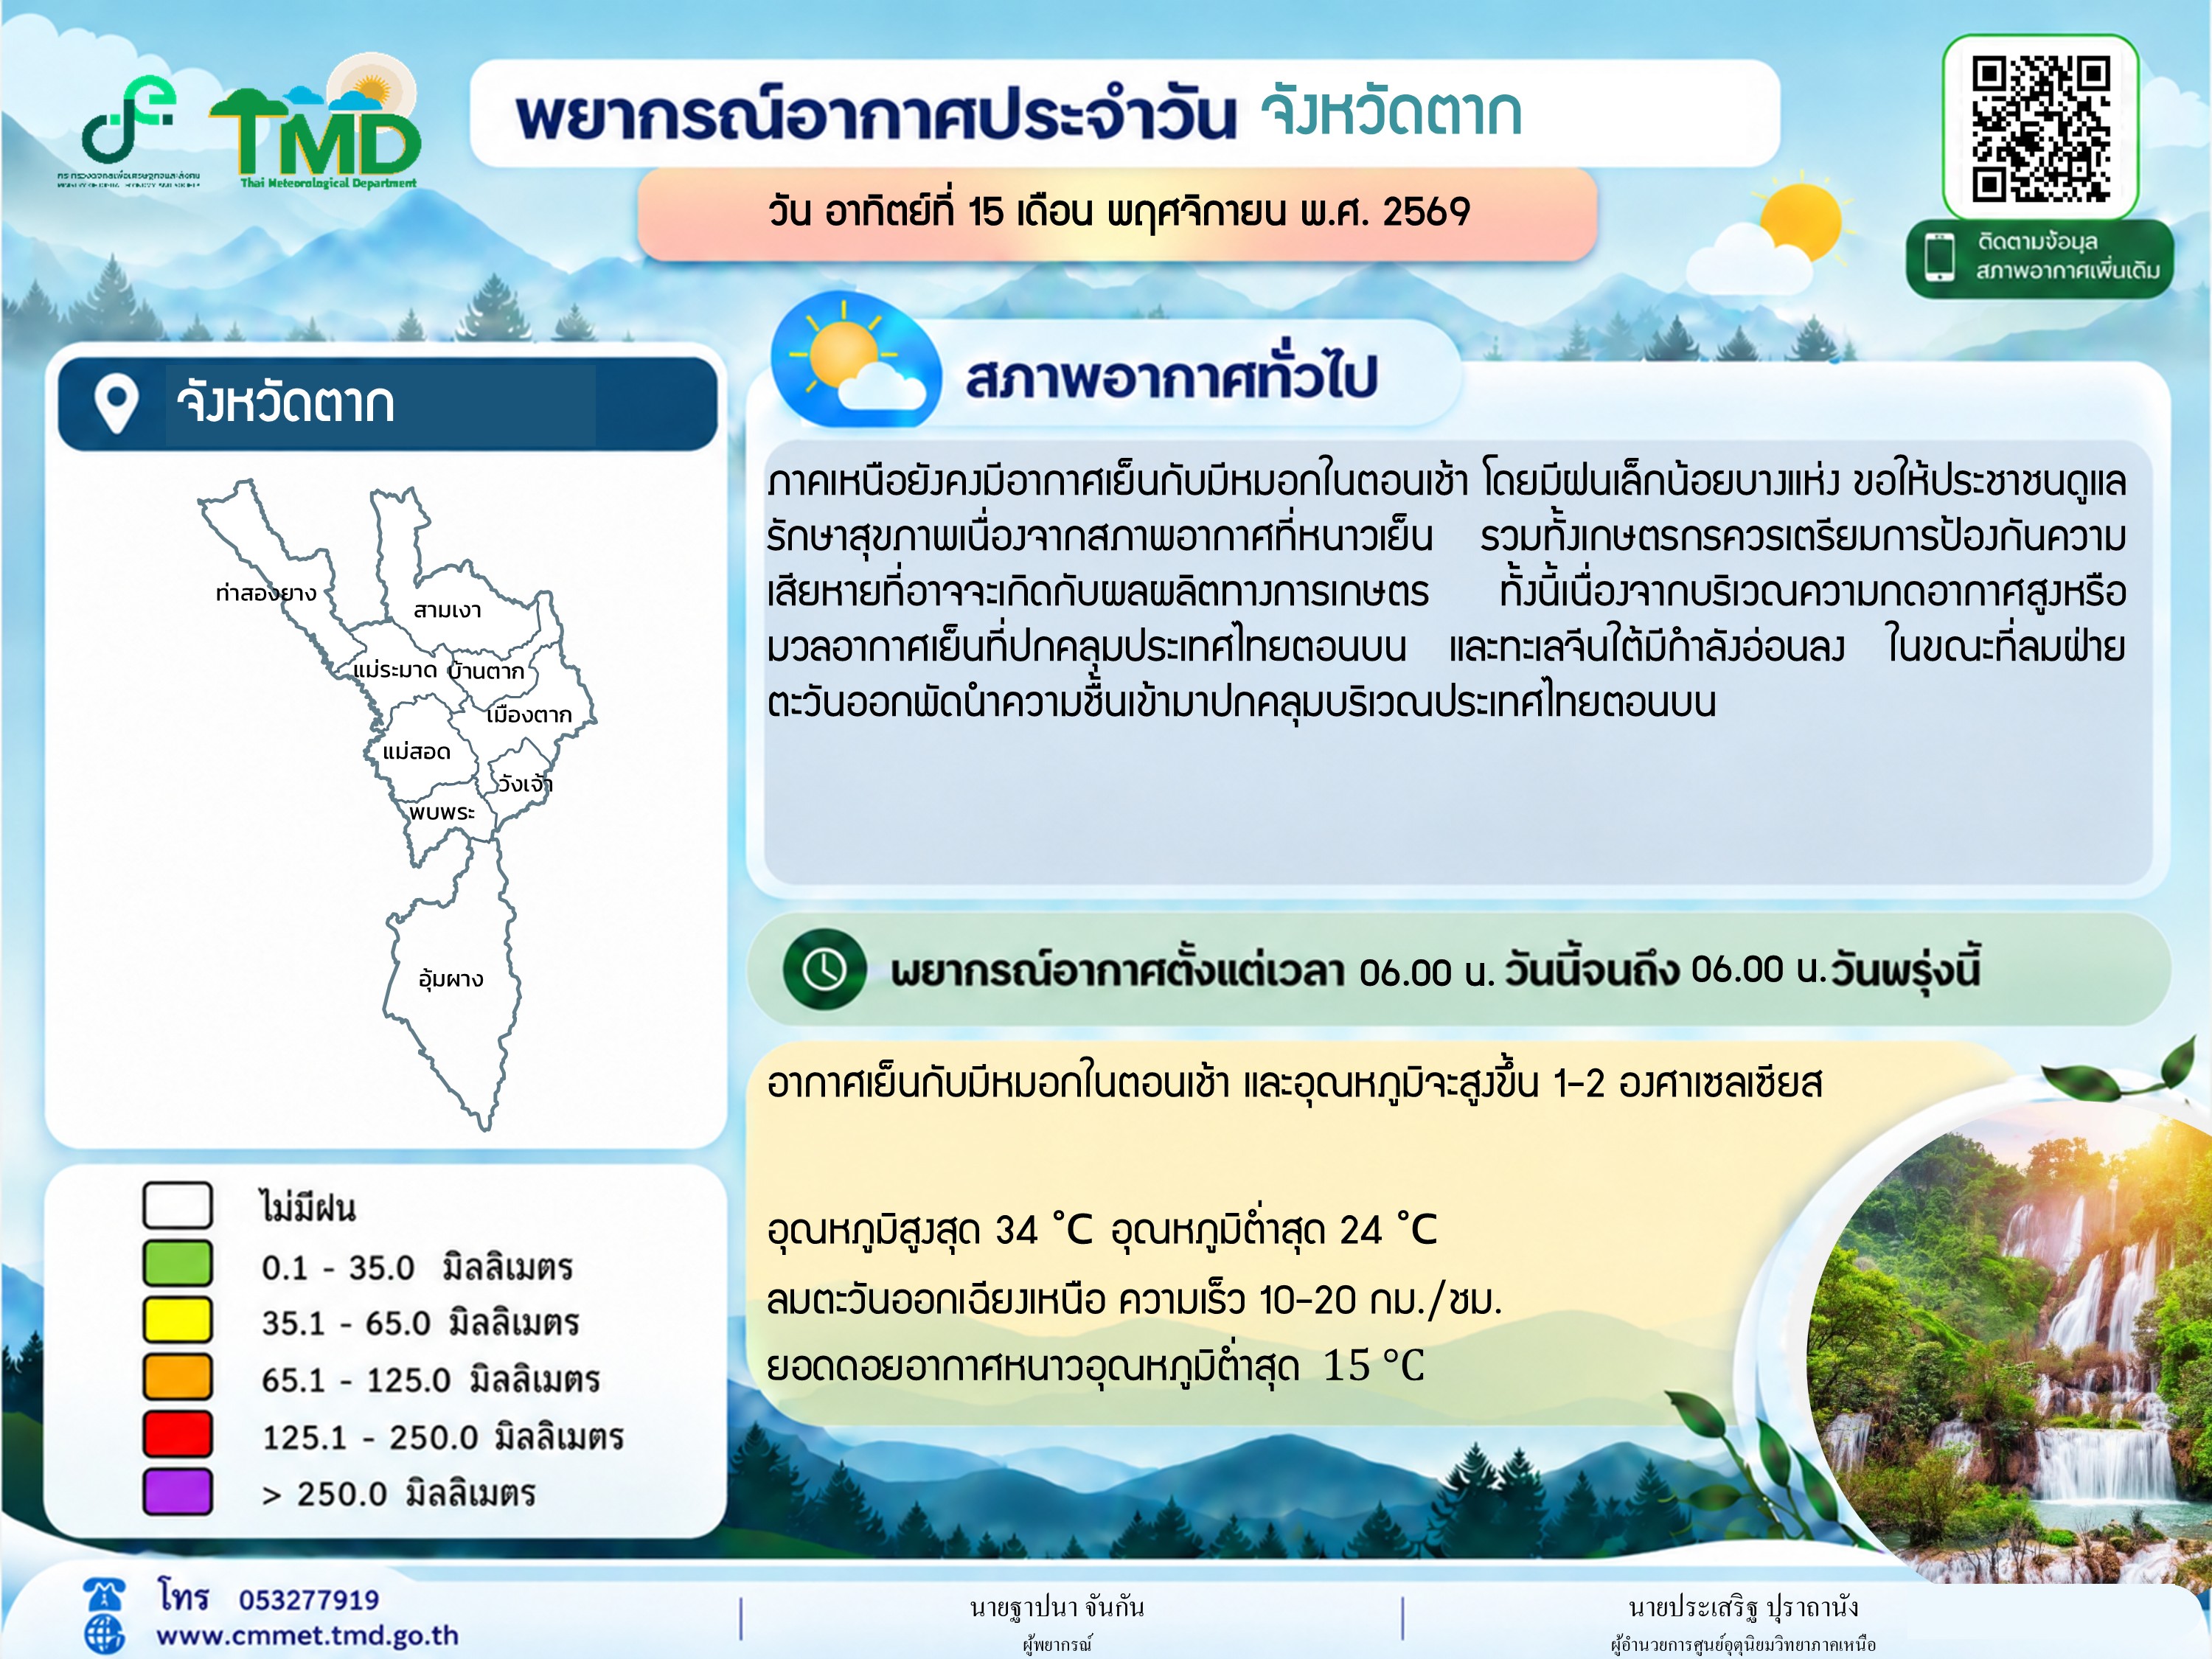 พยากรณ์อากาศประจำวัน จังหวัดตาก
TMD
Thai Meteorological Department
วัน อาทิตย์ที่ 15 เดือน พฤศจิกายน พ.ศ. 2569
ติดตามข้อมูล
สภาพอากาศเพิ่มเติม
จังหวัดตาก
ท่าสองยาง
สามเงา
แม่ระมาด
บ้านตาก
เมืองตาก
แม่สอด
วังเจ้า
พบพระ
อุ้มผาง
ไม่มีฝน
0.1 - 35.0 มิลลิเมตร
35.1 - 65.0 มิลลิเมตร
65.1 - 125.0 มิลลิเมตร
125.1 - 250.0 มิลลิเมตร
> 250.0 มิลลิเมตร
สภาพอากาศทั่วไป
ภาคเหนือยังคงมีอากาศเย็นกับมีหมอกในตอนเช้า โดยมีฝนเล็กน้อยบางแห่ง ขอให้ประชาชนดูแล
รักษาสุขภาพเนื่องจากสภาพอากาศที่หนาวเย็น รวมทั้งเกษตรกรควรเตรียมการป้องกันความ
เสียหายที่อาจจะเกิดกับผลผลิตทางการเกษตร ทั้งนี้เนื่องจากบริเวณความกดอากาศสูงหรือ
มวลอากาศเย็นที่ปกคลุมประเทศไทยตอนบน และทะเลจีนใต้มีกำลังอ่อนลง ในขณะที่ลมฝ่าย
ตะวันออกพัดนำความชื้นเข้ามาปกคลุมบริเวณประเทศไทยตอนบน
พยากรณ์อากาศตั้งแต่เวลา 06.00 น. วันนี้จนถึง 06.00 น. วันพรุ่งนี้
อากาศเย็นกับมีหมอกในตอนเช้า และอุณหภูมิจะสูงขึ้น 1-2 องศาเซลเซียส
อุณหภูมิสูงสุด 34 °C อุณหภูมิต่ำสุด 24 °C
ลมตะวันออกเฉียงเหนือ ความเร็ว 10-20 กม./ชม.
ยอดดอยอากาศหนาวอุณหภูมิต่ำสุด 15 °C
โทร 053277919
www.cmmet.tmd.go.th
นายฐาปนา จันกัน
ผู้พยากรณ์
นายประเสริฐ ปุราถานัง
ผู้อำนวยการศูนย์อุตุนิยมวิทยาภาคเหนือ